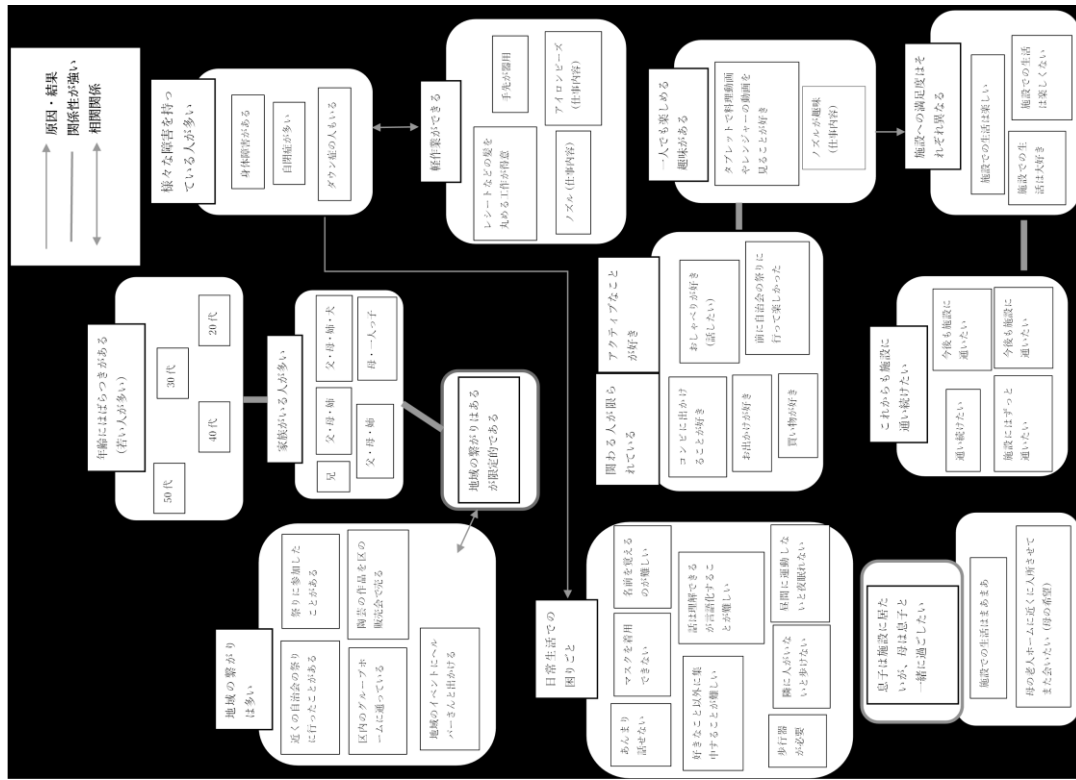 地域の繋がり
は多い
近くの自治会の祭り
に行ったことがある
祭りに参加した
ことがある
区内のグループホ
ームに通っている
陶芸の作品を区の
販売会で売る
地域のイベントにヘル
パーさんと出かける
年齢にはばらつきがある
(若い人が多い)
50代
40代
30代
20代
家族がいる人が多い
兄
父・母・姉
父・母・姉・犬
父・母・姉
母・一人っ子
地域の繋がりはある
が限定的である
原因・結果
関係性が強い
相関関係
様々な障害を持っ
ている人が多い
身体障害がある
自閉症が多い
ダウン症の人もいる
軽作業ができる
レシートなどの髪を
丸める工作が得意
手先が器用
ノズル(仕事内容)
アイロンビーズ
(仕事内容)
日常生活での
困りごと
あんまり
話せない
マスクを着用
できない
名前を覚える
のが難しい
好きなこと以外に集
中することが難しい
話は理解できる
が言語化するこ
とが難しい
歩行器
が必要
隣に人がいな
いと歩けない
昼間に運動しな
いと夜眠れない
関わる人が限ら
れている
アクティブなこと
が好き
コンビに出かけ
ることが好き
おしゃべりが好き
(話したい)
お出かけが好き
前に自治会の祭りに
行って楽しかった
買い物が好き
一人でも楽しめる
趣味がある
タブレットで料理動画
やレンジャーの動画を
見ることが好き
ノズルが趣味
(仕事内容)
息子は施設に居た
いが、母は息子と
一緒に過ごしたい
施設での生活はまあまあ
母の老人ホームに近くに入所させて
また会いたい(母の希望)
これからも施設に
通い続けたい
通い続けたい
今後も施設に
通いたい
施設にはずっと
通いたい
今後も施設に
通いたい
施設への満足度はそ
れぞれ異なる
施設での生活は楽しい
施設での生
活は大好き
施設での生活
は楽しくない